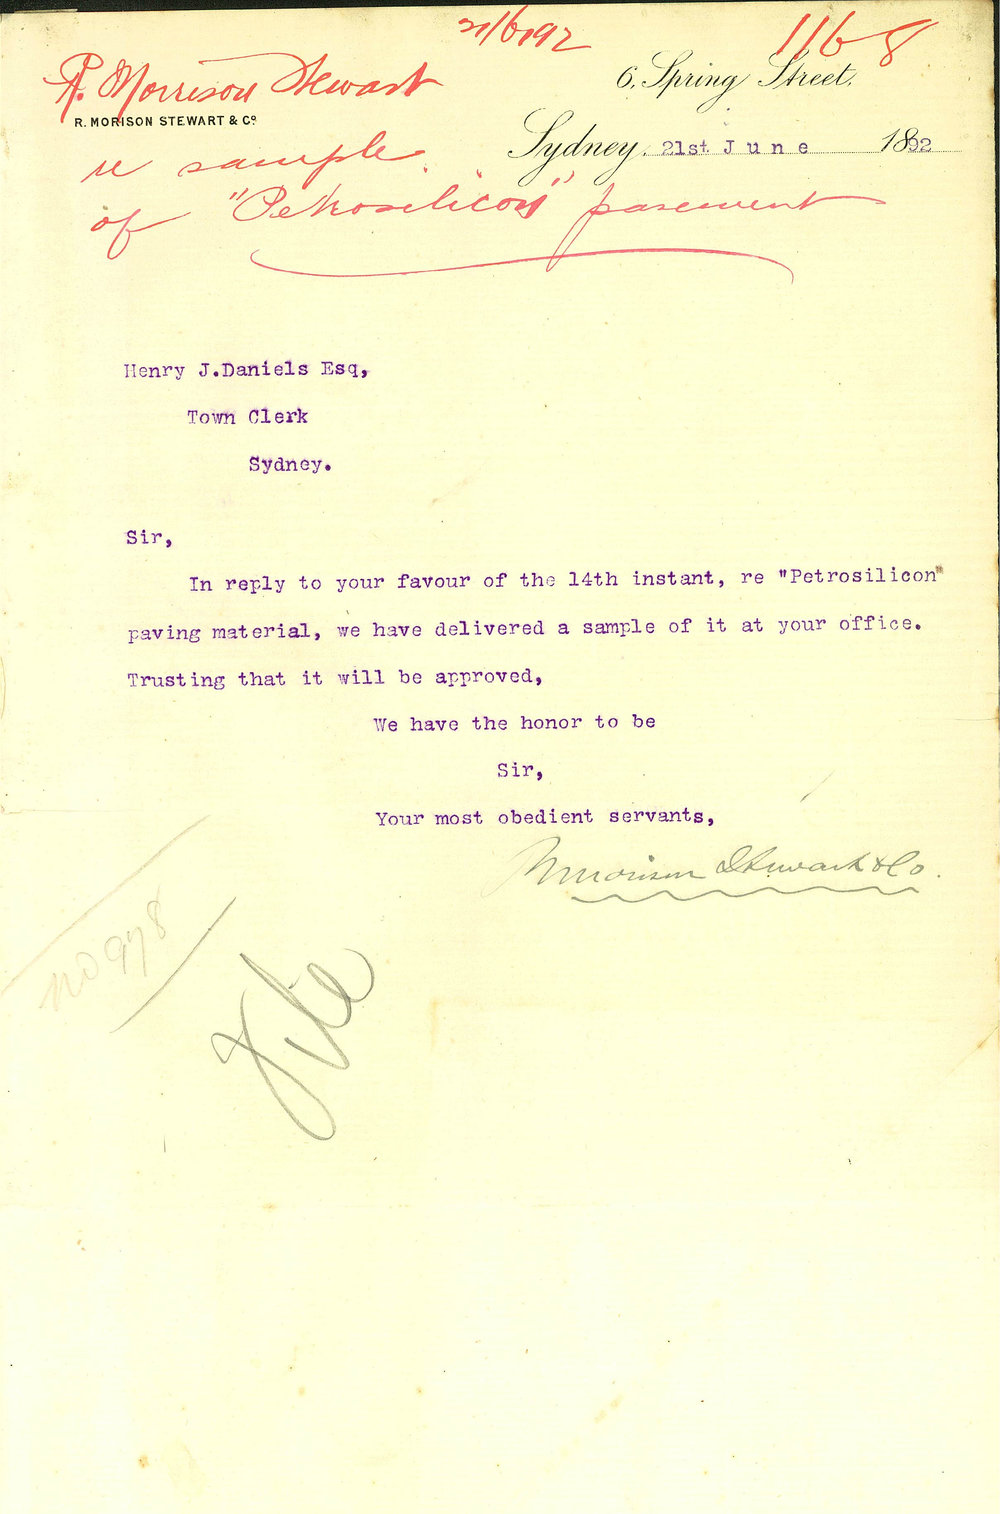 21/6/92
1168
R. Morrison Stewart
6, Spring Street,
R. MORISON STEWART & Co
Sydney, 21st June 1892
re sample
of "Petrosilicon" pavement
Henry J.Daniels Esq,
Town Clerk
Sydney.
Sir,
In reply to your favour of the 14th instant, re "Petrosilicon"
paving material, we have delivered a sample of it at your office.
Trusting that it will be approved,
We have the honor to be
Sir,
Your most obedient servants,
R Morison Stewart & Co.
no 978
File